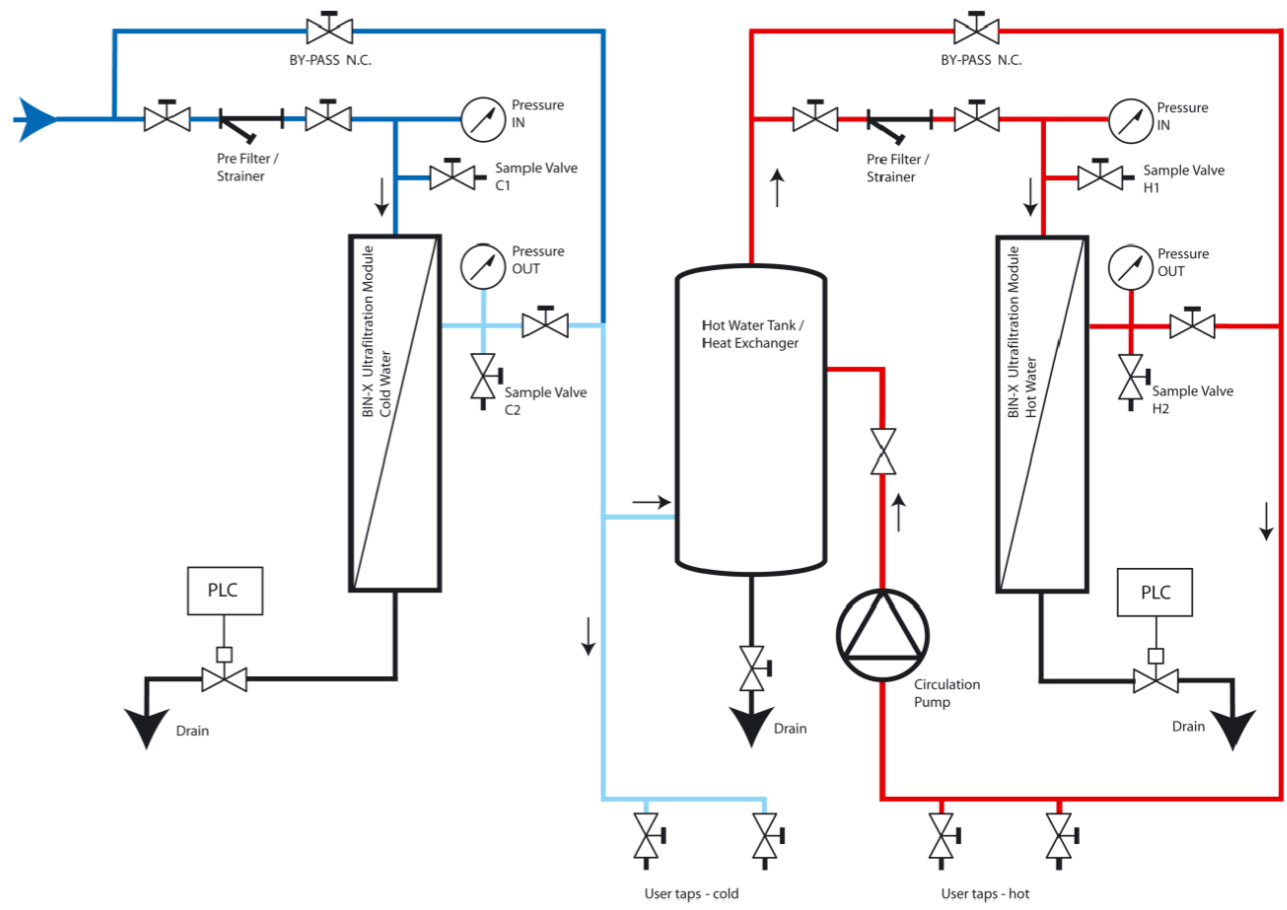 BY-PASS N.C.
Pressure
IN
Pre Filter /
Strainer
Sample Valve
C1
BIN-X Ultrafiltration Module
Cold Water
Pressure
OUT
Sample Valve
C2
PLC
Drain
Hot Water Tank /
Heat Exchanger
Drain
Circulation
Pump
User taps - cold
BY-PASS N.C.
Pressure
IN
Pre Filter /
Strainer
Sample Valve
H1
BIN-X Ultrafiltration Module
Hot Water
Pressure
OUT
Sample Valve
H2
PLC
Drain
User taps - hot